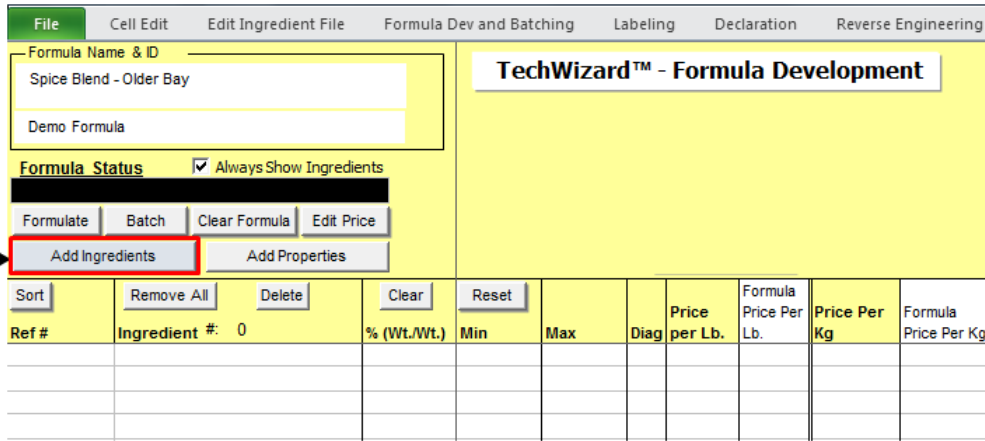 File Cell Edit Edit Ingredient File Formula Dev and Batching Labeling Declaration Reverse Engineering
Formula Name & ID
Spice Blend - Older Bay
TechWizard™ - Formula Development
Demo Formula
Formula Status Always Show Ingredients
Formulate Batch Clear Formula Edit Price
Add Ingredients Add Properties
Sort Remove All Delete Clear Reset
Ref # Ingredient #: 0 % (Wt./Wt.) Min Max Diag Price per Lb. Formula Price Per Lb. Price Per Kg Formula Price Per Kg